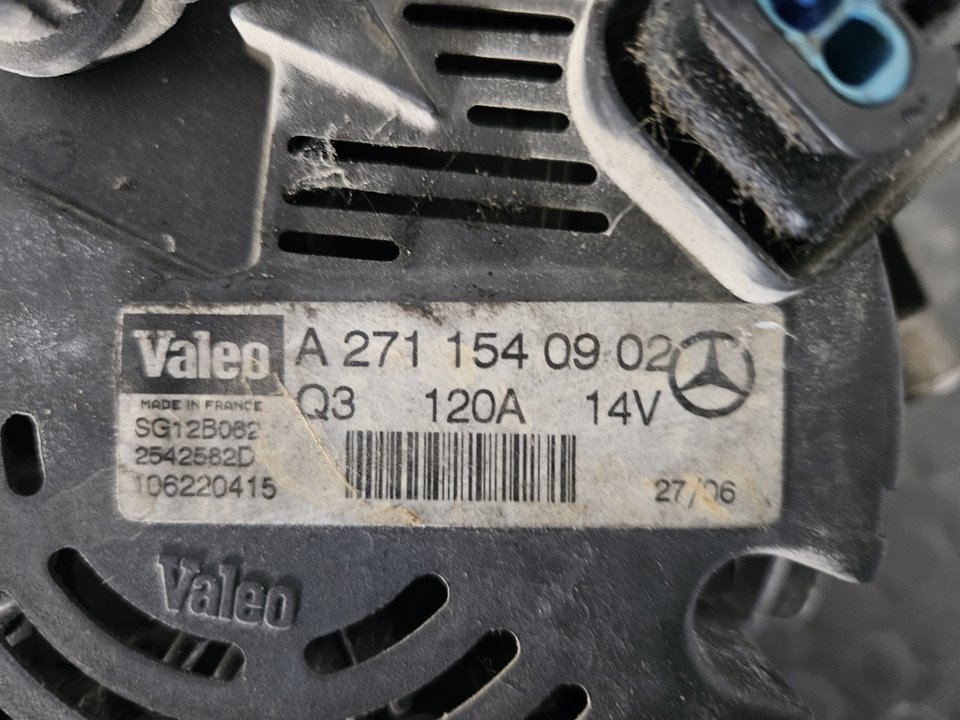 Valeo
A 271 154 09 02
MADE IN FRANCE
Q3 120A 14V
SG12B062
2542582D
106220415
27/06
Valeo